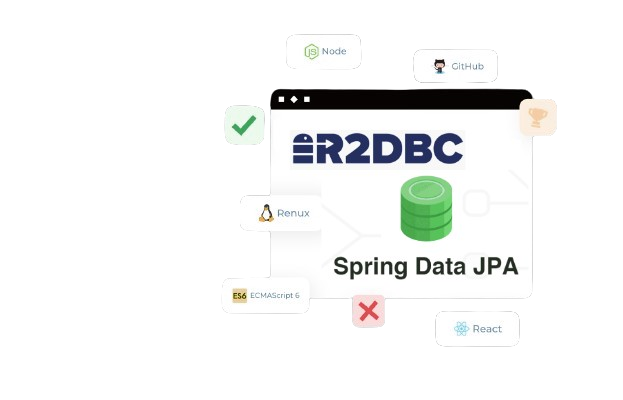 Node
GitHub
R2DBC
Renux
Spring Data JPA
ES6 ECMAScript 6
React